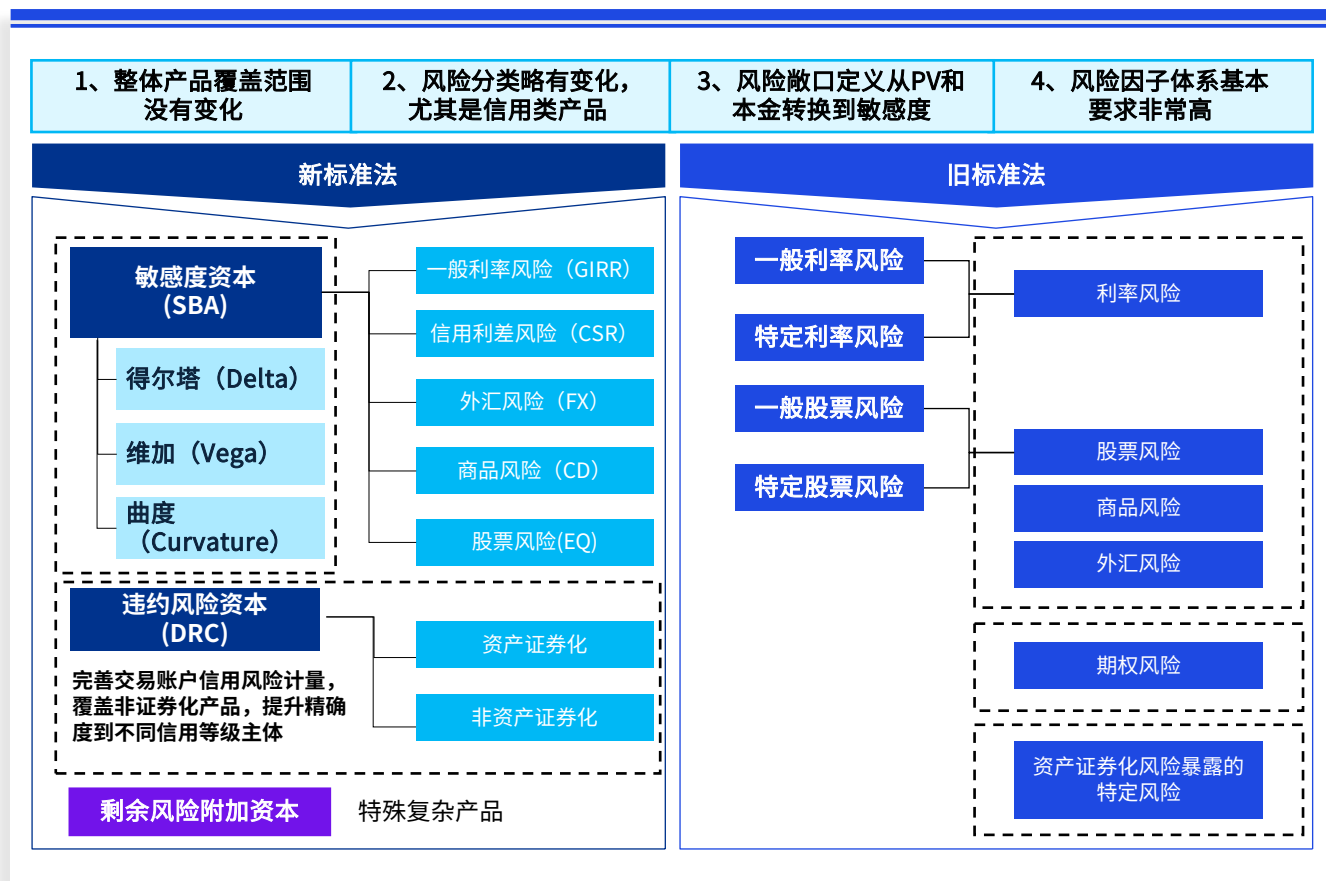 1、整体产品覆盖范围
没有变化
2、风险分类略有变化，
尤其是信用类产品
3、风险敞口定义从PV和
本金转换到敏感度
4、风险因子体系基本
要求非常高
新标准法
敏感度资本
(SBA)
得尔塔（Delta）
维加（Vega）
曲度
（Curvature）
一般利率风险（GIRR）
信用利差风险（CSR）
外汇风险（FX）
商品风险（CD）
股票风险(EQ)
违约风险资本
(DRC)
完善交易账户信用风险计量，
覆盖非证券化产品，提升精确
度到不同信用等级主体
资产证券化
非资产证券化
剩余风险附加资本
特殊复杂产品
旧标准法
一般利率风险
特定利率风险
一般股票风险
特定股票风险
利率风险
股票风险
商品风险
外汇风险
期权风险
资产证券化风险暴露的
特定风险